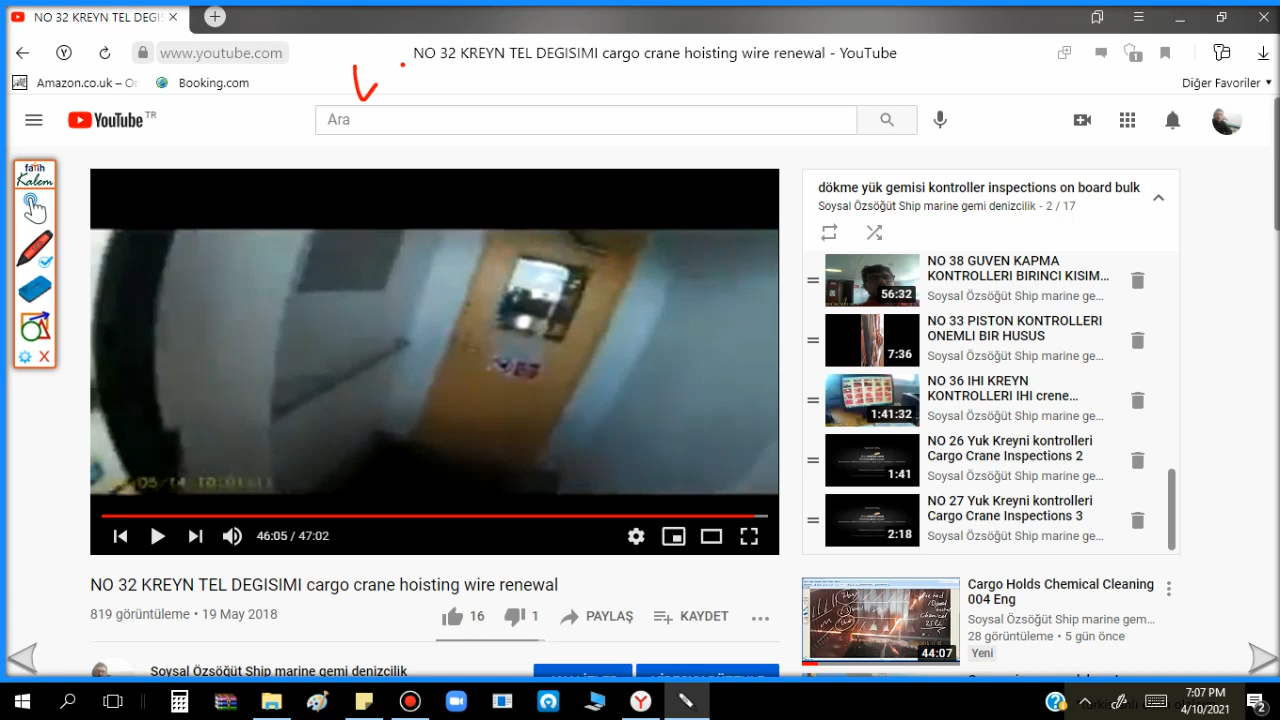 NO 32 KREYN TEL DEGIS
www.youtube.com
NO 32 KREYN TEL DEGISIMI cargo crane hoisting wire renewal - YouTube
1
Amazon.co.uk – Or
Booking.com
Diğer Favoriler
YouTube TR
Ara
fatih
Kalem
dökme yük gemisi kontroller inspections on board bulk
Soysal Özsöğüt Ship marine gemi denizcilik - 2 / 17
NO 38 GUVEN KAPMA
KONTROLLERI BIRINCI KISIM...
Soysal Özsöğüt Ship marine ge...
56:32
NO 33 PISTON KONTROLLERI
ONEMLI BIR HUSUS
Soysal Özsöğüt Ship marine ge...
7:36
NO 36 IHI KREYN
KONTROLLERI IHI crene...
Soysal Özsöğüt Ship marine ge...
1:41:32
NO 26 Yuk Kreyni kontrolleri
Cargo Crane Inspections 2
Soysal Özsöğüt Ship marine ge...
1:41
NO 27 Yuk Kreyni kontrolleri
Cargo Crane Inspections 3
Soysal Özsöğüt Ship marine ge...
2:18
46:05 / 47:02
NO 32 KREYN TEL DEGISIMI cargo crane hoisting wire renewal
819 görüntüleme • 19 May 2018
16
1
PAYLAŞ
KAYDET
Soysal Özsöğüt Ship marine gemi denizcilik
Cargo Holds Chemical Cleaning
004 Eng
Soysal Özsöğüt Ship marine gem...
28 görüntüleme • 5 gün önce
Yeni
44:07
7:07 PM
4/10/2021
2